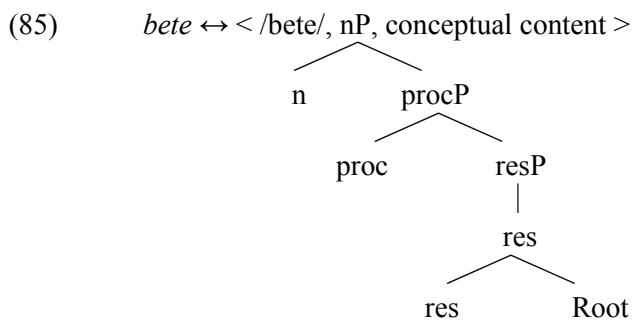 (85) bete ↔ < /bete/, nP, conceptual content >
n procP
proc resP
res
res Root